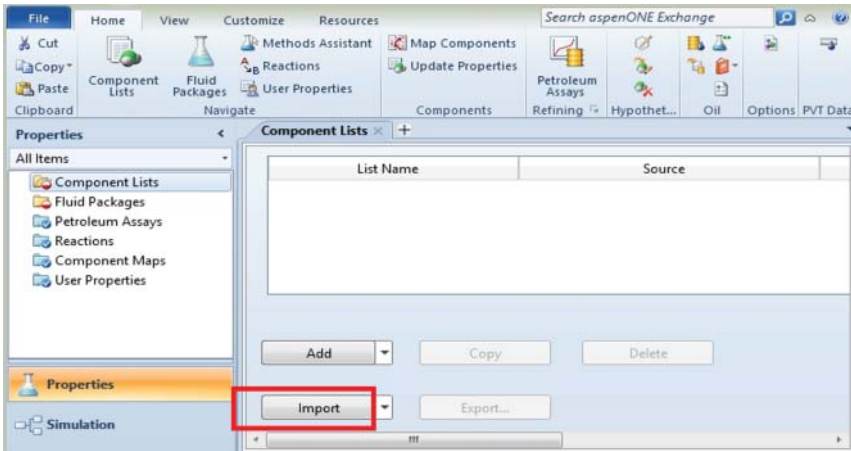 File Home View Customize Resources Search aspenONE Exchange
Cut
Copy
Paste
Clipboard
Component Lists
Fluid Packages
Methods Assistant
Reactions
User Properties
Navigate
Map Components
Update Properties
Components
Petroleum Assays
Refining
Hypothet...
Oil
Options
PVT Data
Properties <
All Items
Component Lists
Fluid Packages
Petroleum Assays
Reactions
Component Maps
User Properties
Properties
Simulation
Component Lists × +
List Name Source
Add Copy Delete
Import Export...